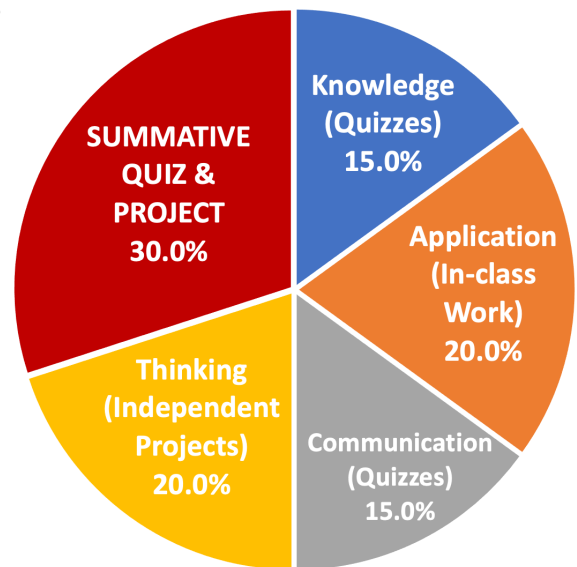 Knowledge
(Quizzes)
15.0%
Application
(In-class
Work)
20.0%
Communication
(Quizzes)
15.0%
Thinking
(Independent
Projects)
20.0%
SUMMATIVE
QUIZ &
PROJECT
30.0%